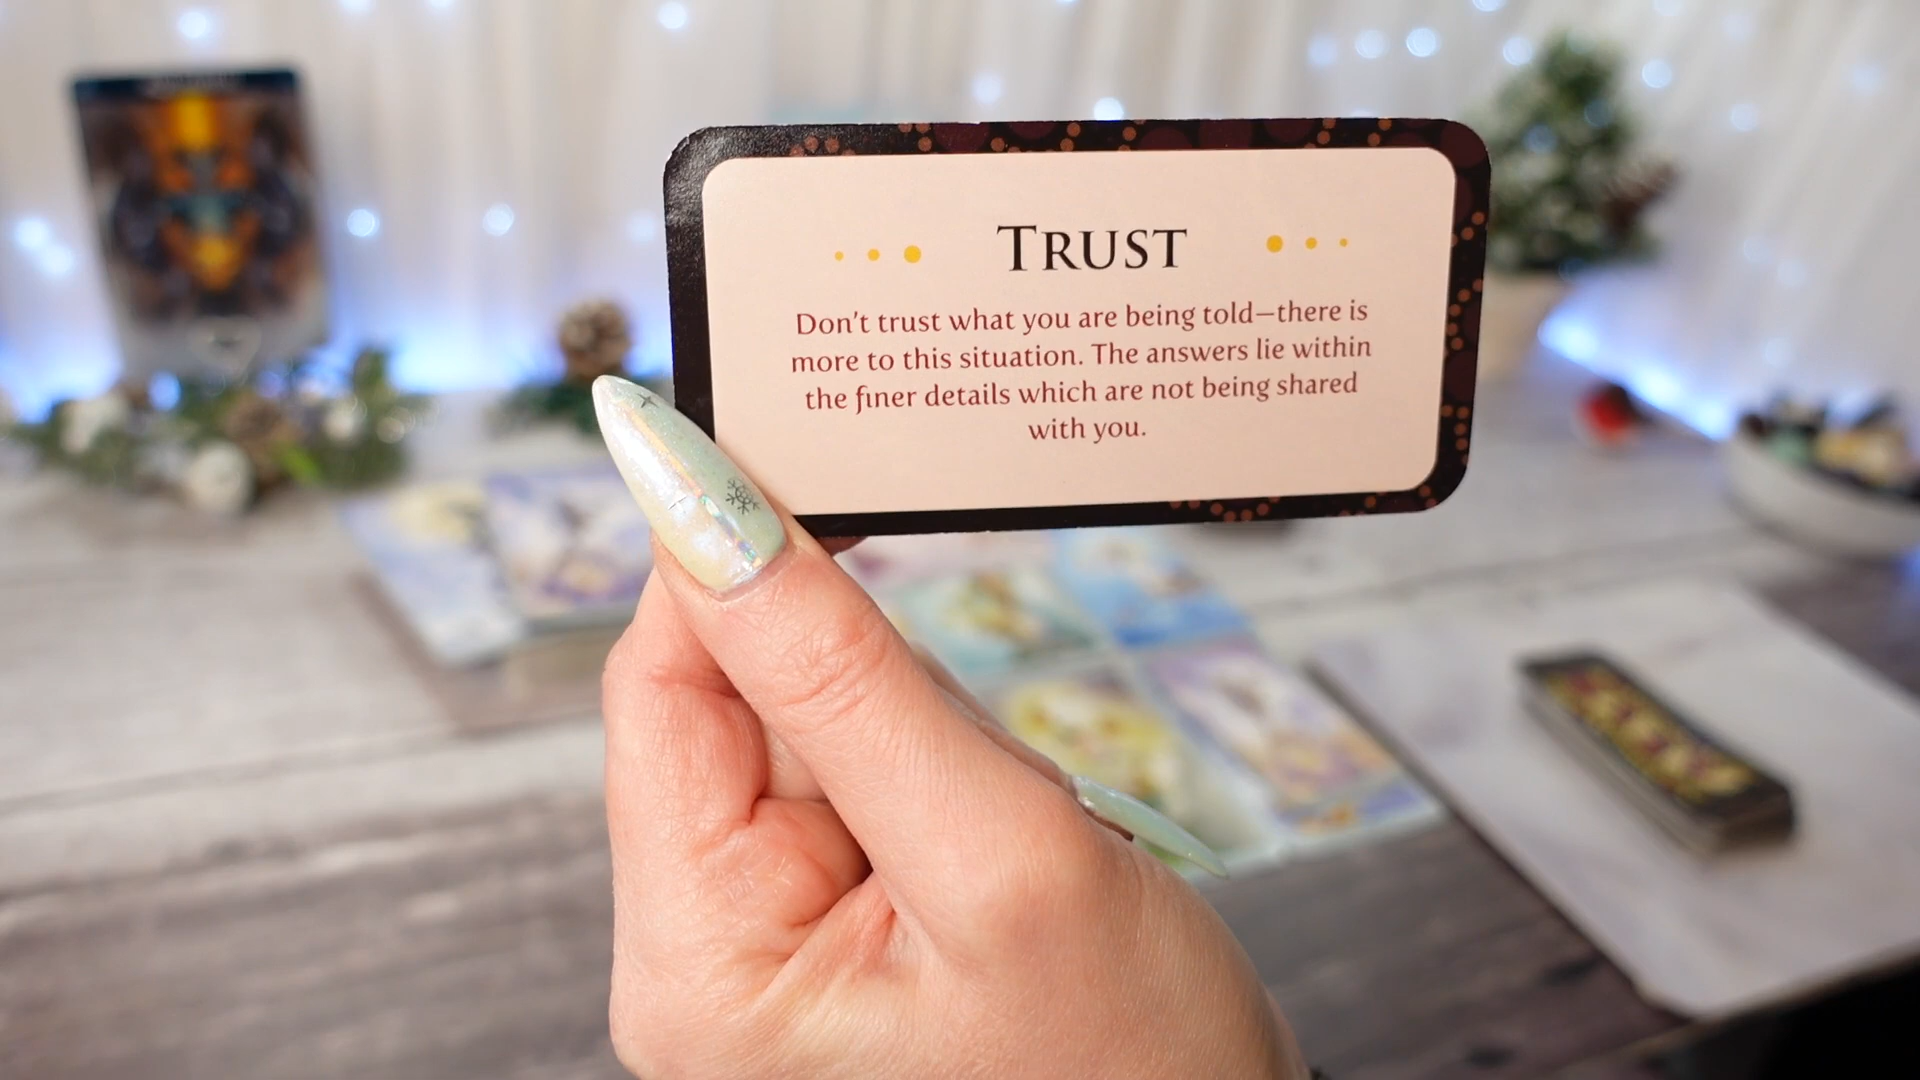 TRUST
Don't trust what you are being told—there is
more to this situation. The answers lie within
the finer details which are not being shared
with you.